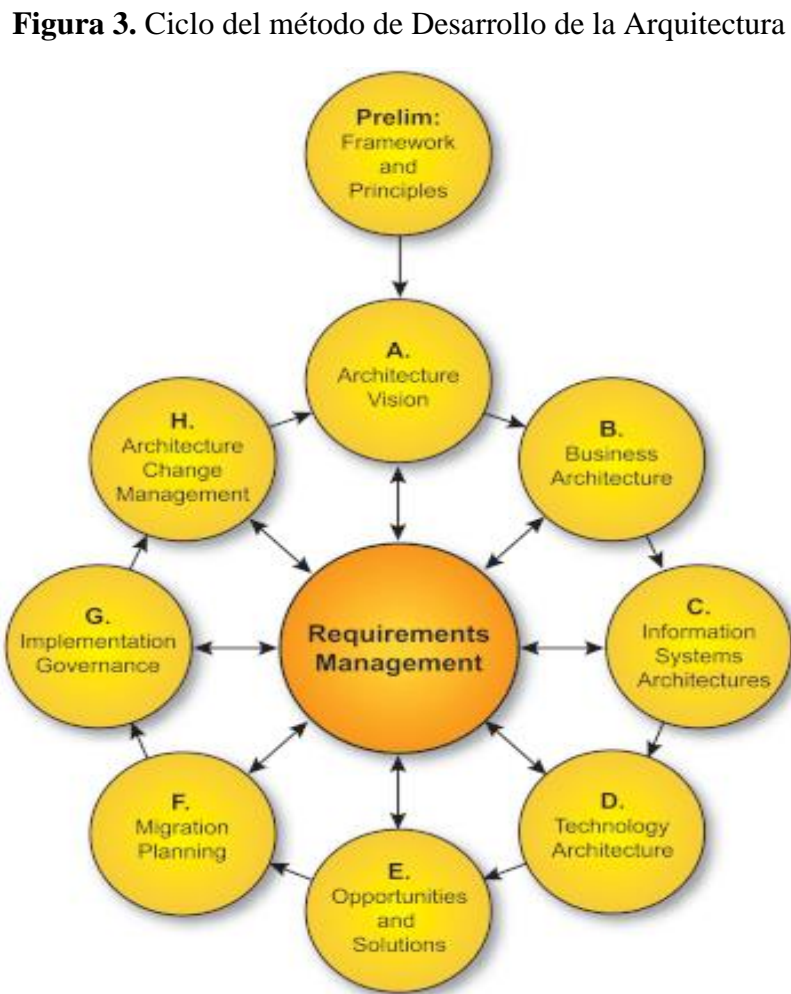 Figura 3. Ciclo del método de Desarrollo de la Arquitectura
Prelim:
Framework
and
Principles
A.
Architecture
Vision
B.
Business
Architecture
C.
Information
Systems
Architectures
D.
Technology
Architecture
E.
Opportunities
and
Solutions
F.
Migration
Planning
G.
Implementation
Governance
H.
Architecture
Change
Management
Requirements
Management